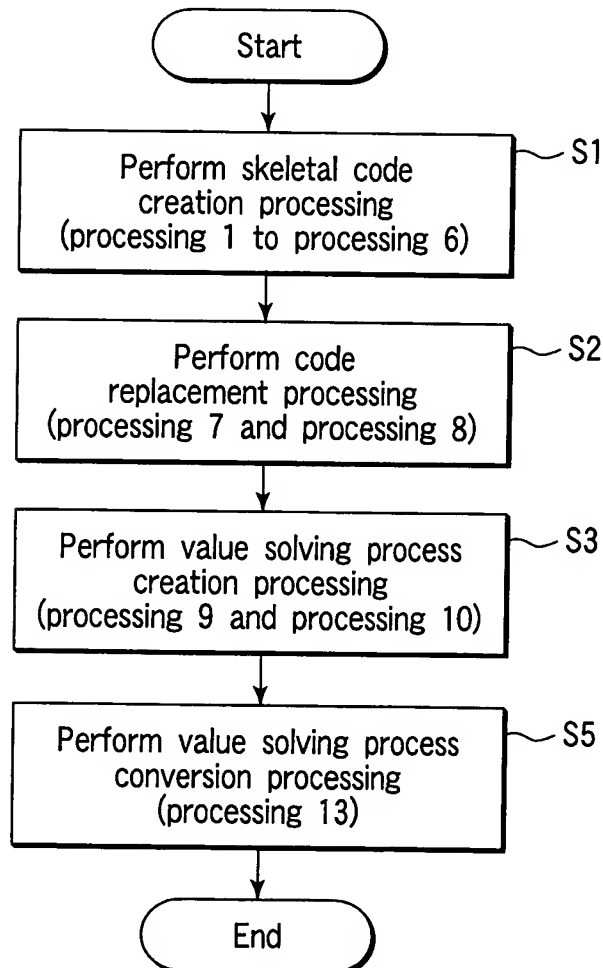 Start
Perform skeletal code
creation processing
(processing 1 to processing 6)
S1
Perform code
replacement processing
(processing 7 and processing 8)
S2
Perform value solving process
creation processing
(processing 9 and processing 10)
S3
Perform value solving process
conversion processing
(processing 13)
S5
End